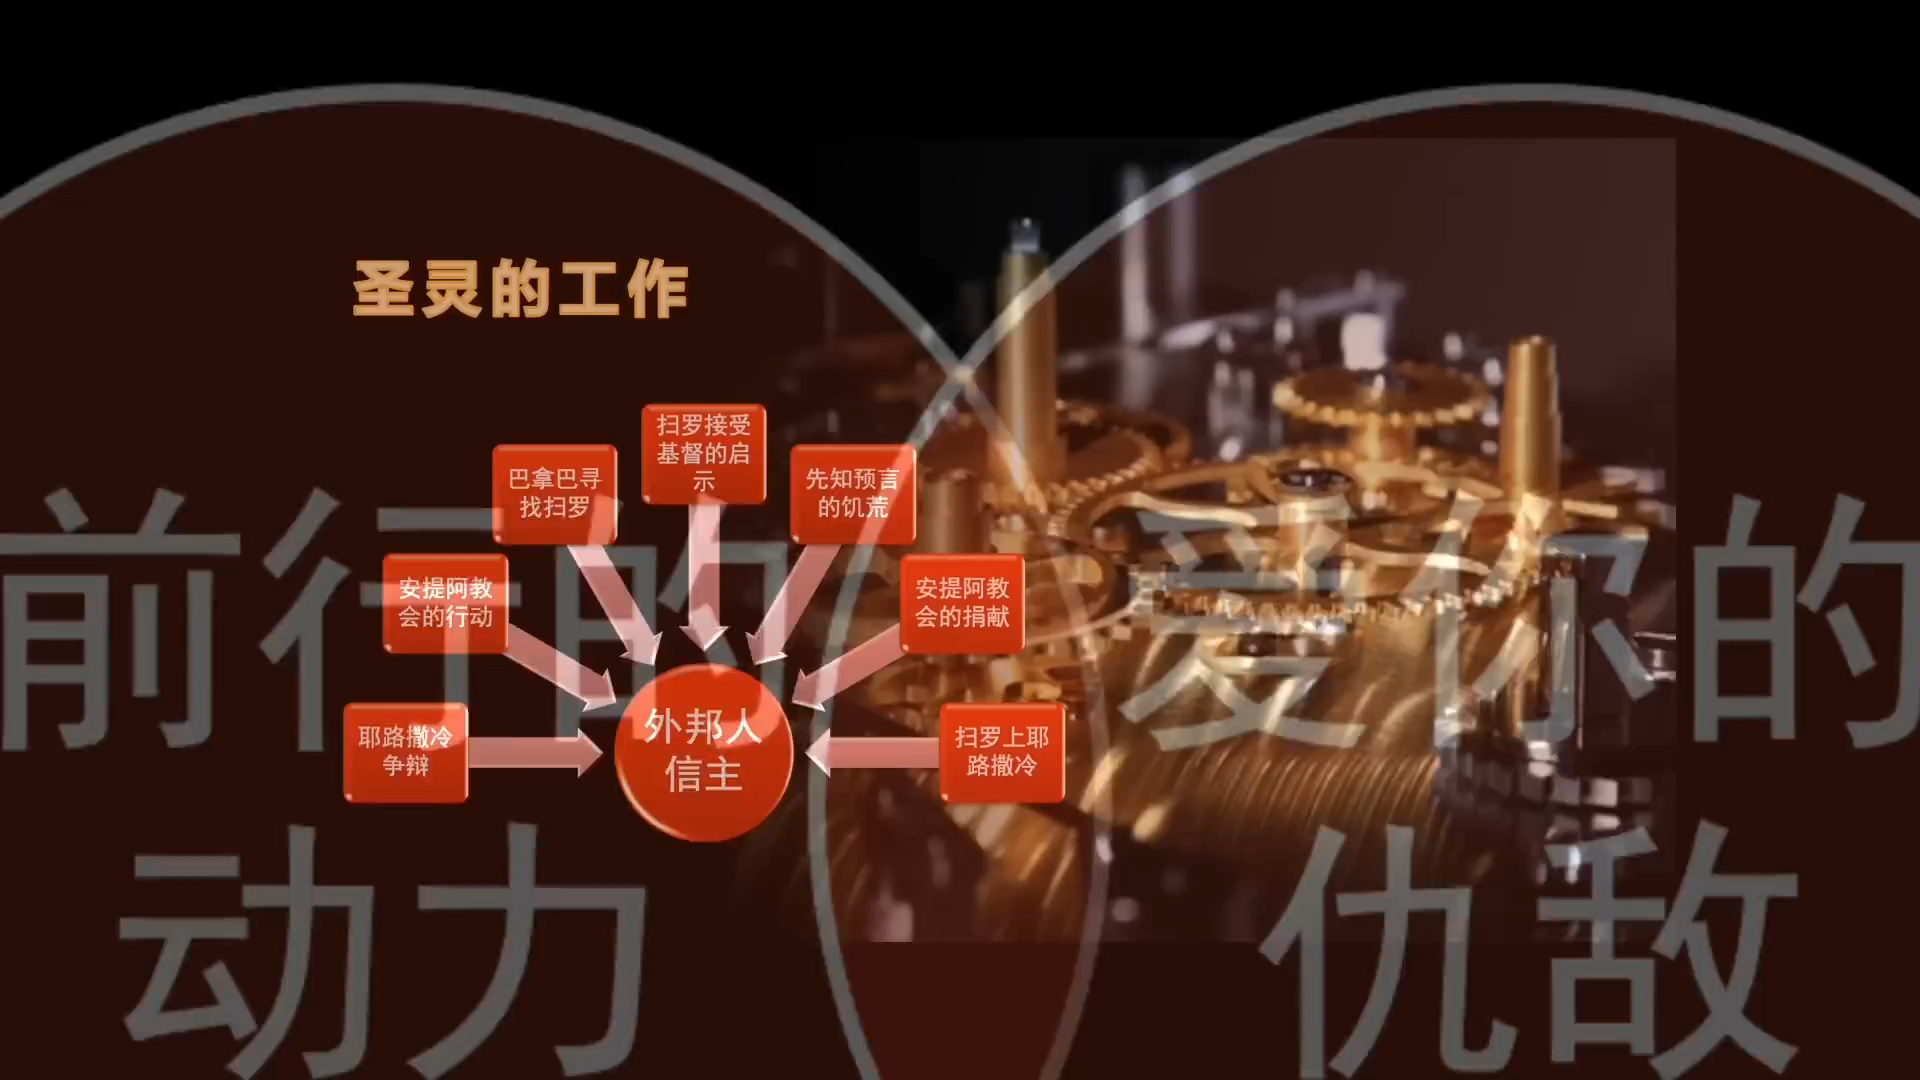 圣灵的工作
扫罗接受
基督的启
示
巴拿巴寻
找扫罗
先知预言
的饥荒
安提阿教
会的行动
安提阿教
会的捐献
耶路撒冷
争辩
外邦人
信主
扫罗上耶
路撒冷
前行的
动力
爱你的
仇敌